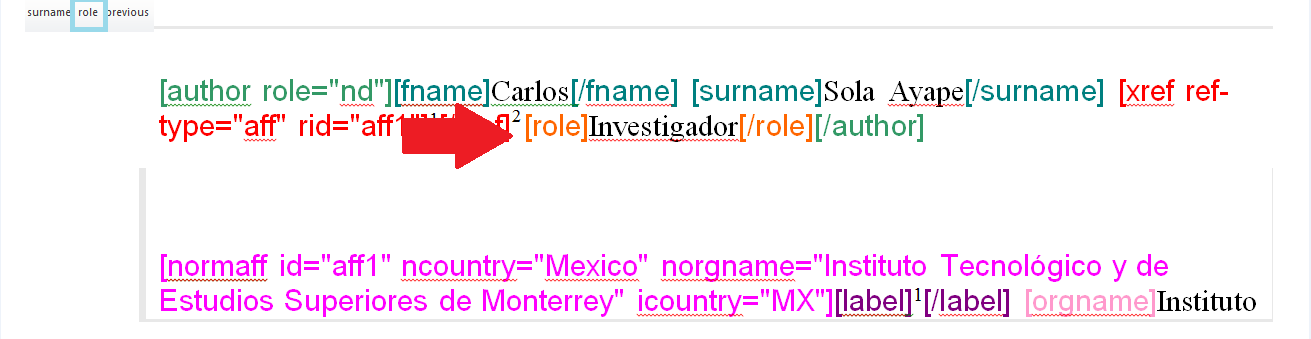 surname role previous
[author role="nd"][fname]Carlos[/fname] [surname]Sola Ayape[/surname] [xref ref-
type="aff" rid="aff1"] 2 [role]Investigador[/role][/author]
[normaff id="aff1" ncountry="Mexico" norgname="Instituto Tecnológico y de
Estudios Superiores de Monterrey" icountry="MX"][label]1[/label] [orgname]Instituto